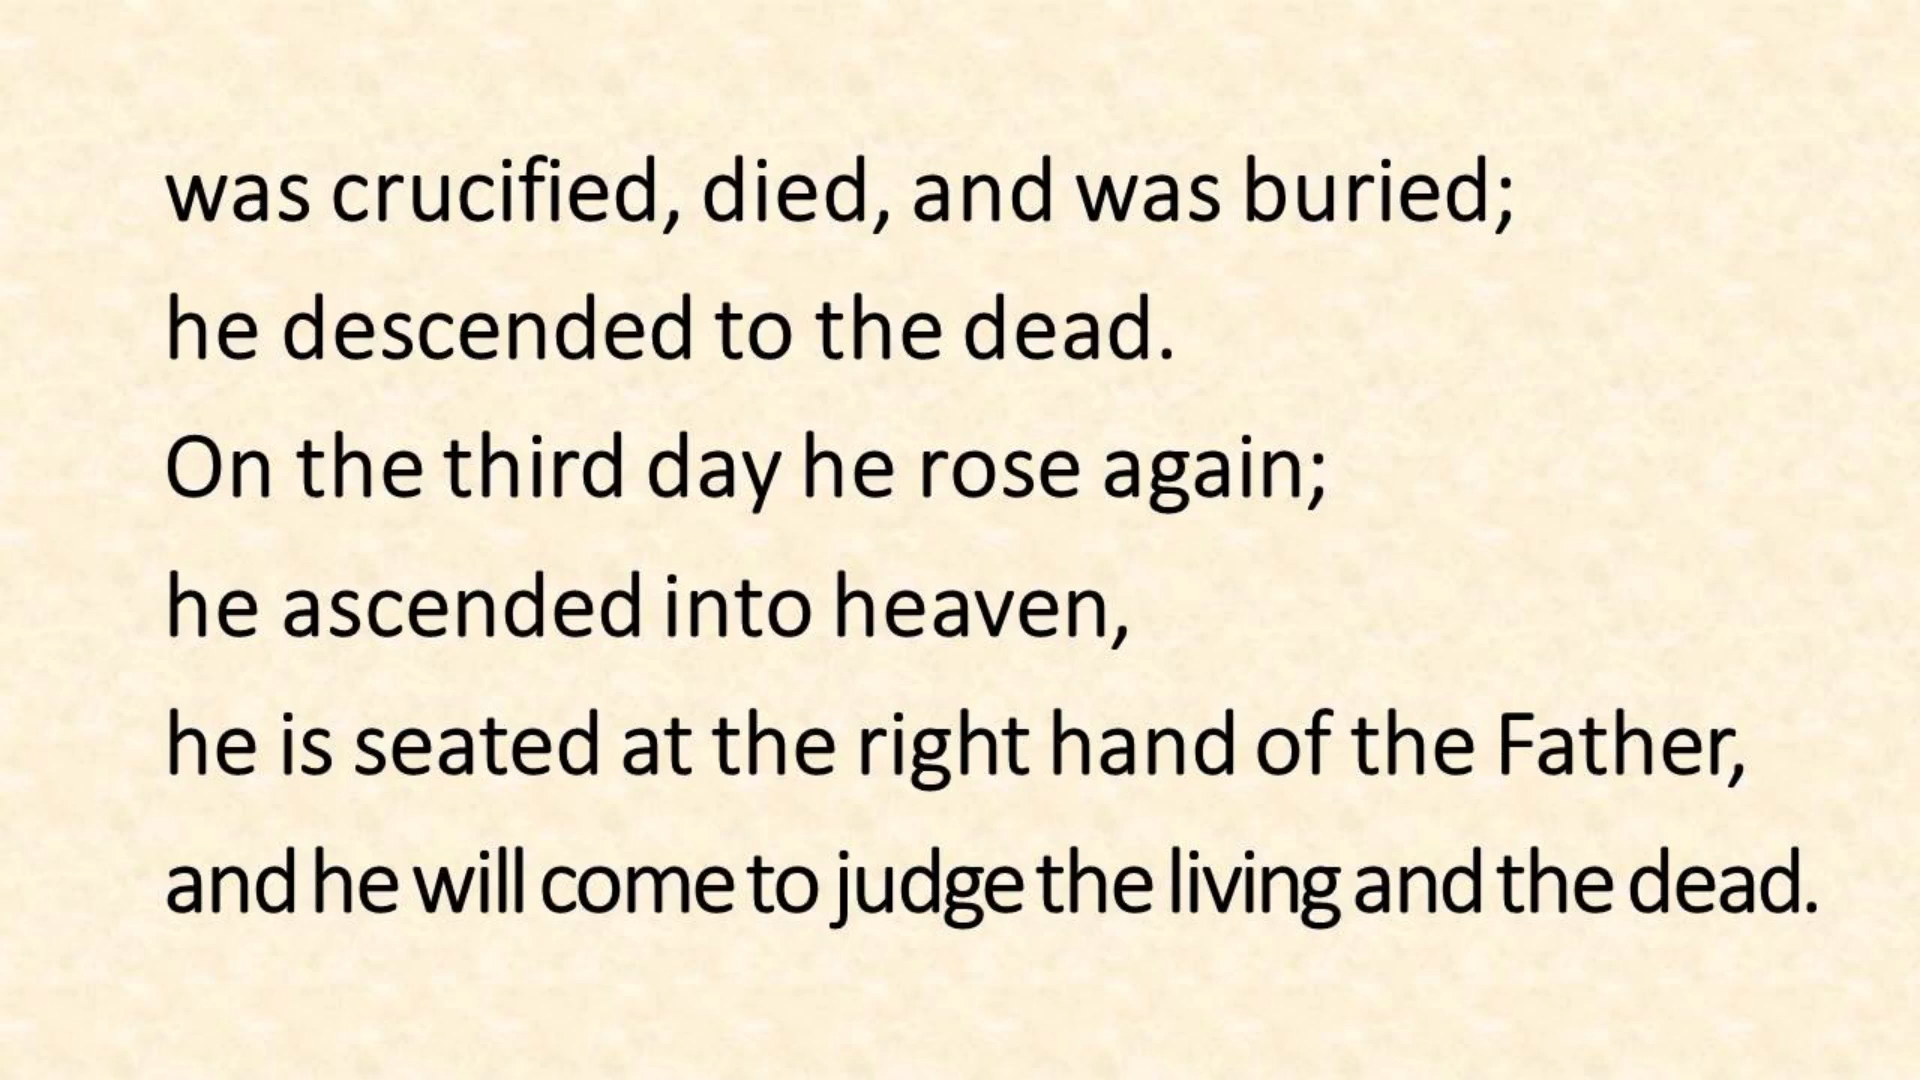 was crucified, died, and was buried;
he descended to the dead.
On the third day he rose again;
he ascended into heaven,
he is seated at the right hand of the Father,
and he will come to judge the living and the dead.